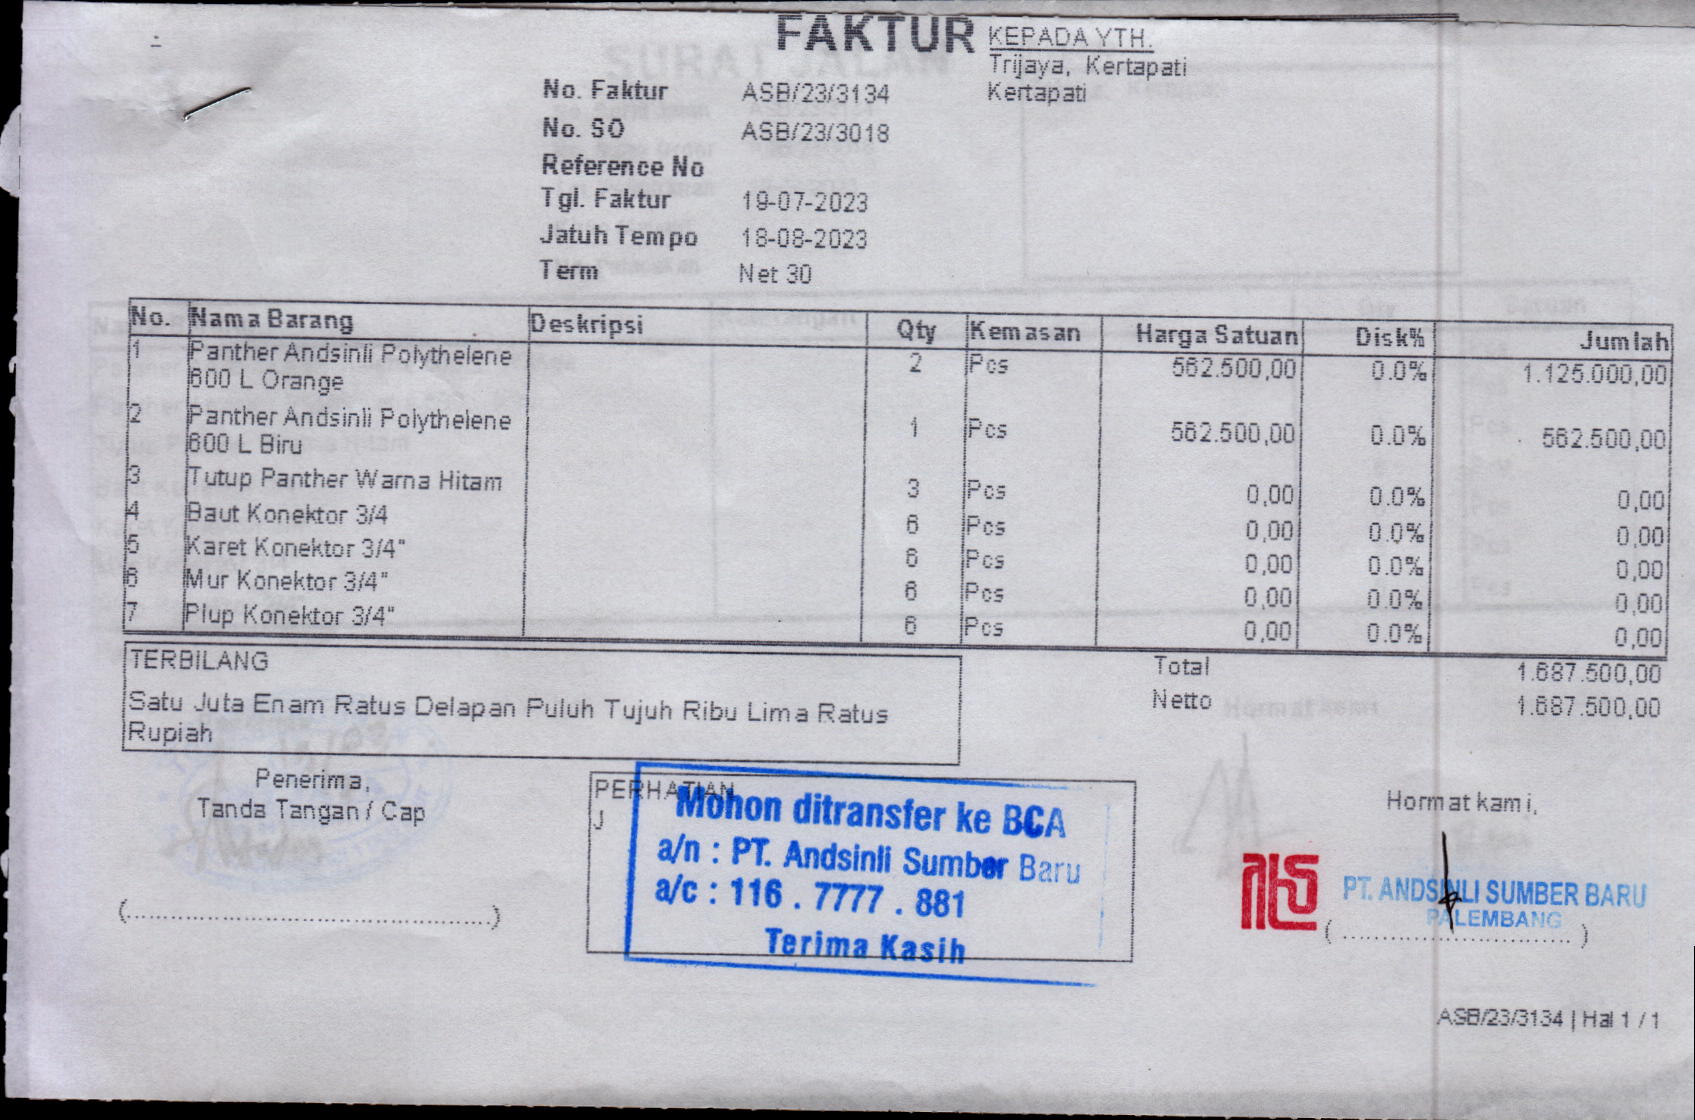 FAKTUR
KEPADA YTH.
Trijaya, Kertapati
Kertapati
No. Faktur ASB/23/3134
No. SO ASB/23/3018
Reference No
Tgl. Faktur 19-07-2023
Jatuh Tempo 18-08-2023
Term Net 30
No. Nama Barang Deskripsi Qty Kemasan Harga Satuan Disk% Jumlah
1 Panther Andsinli Polythelene 2 Pcs 562.500,00 0.0% 1.125.000,00
600 L Orange
2 Panther Andsinli Polythelene 1 Pcs 562.500,00 0.0% 562.500,00
600 L Biru
3 Tutup Panther Warna Hitam 3 Pcs 0,00 0.0% 0,00
4 Baut Konektor 3/4 6 Pcs 0,00 0.0% 0,00
5 Karet Konektor 3/4" 6 Pcs 0,00 0.0% 0,00
6 Mur Konektor 3/4" 6 Pcs 0,00 0.0% 0,00
7 Plup Konektor 3/4" 6 Pcs 0,00 0.0% 0,00
TERBILANG
Satu Juta Enam Ratus Delapan Puluh Tujuh Ribu Lima Ratus
Rupiah
Total 1.687.500,00
Netto 1.687.500,00
Penerima,
Tanda Tangan / Cap
(..............................................)
PERHATIAN
J
Mohon ditransfer ke BCA
a/n : PT. Andsinli Sumber Baru
a/c : 116 . 7777 . 881
Terima Kasih
Hormat kami,
PT. ANDSINLI SUMBER BARU
PALEMBANG
(..............................)
ASB/23/3134 | Hal 1 / 1